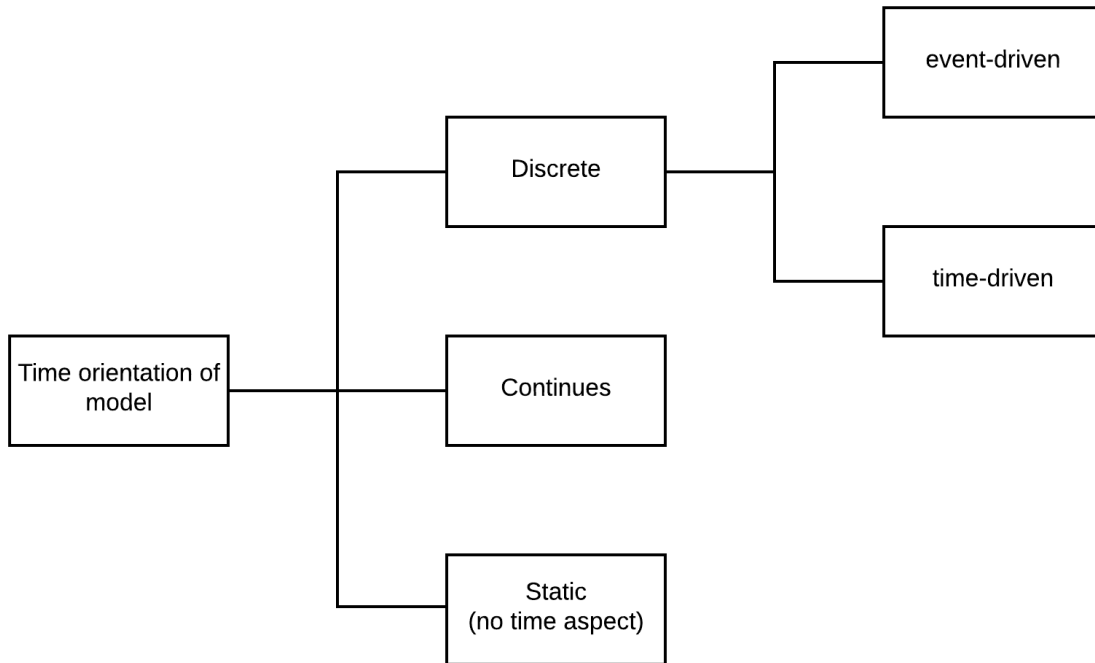 event-driven
Discrete
time-driven
Time orientation of
model
Continues
Static
(no time aspect)